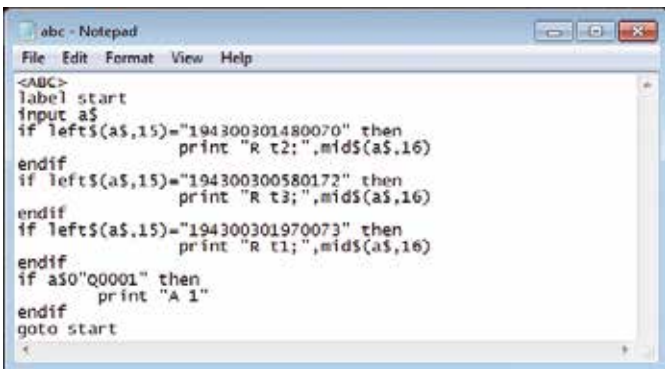 abc - Notepad
File Edit Format View Help
<ABC>
label start
input a$
if left$(a$,15)="194300301480070" then
print "R t2;",mid$(a$,16)
endif
if left$(a$,15)="194300300580172" then
print "R t3;",mid$(a$,16)
endif
if left$(a$,15)="194300301970073" then
print "R t1;",mid$(a$,16)
endif
if a$0"Q0001" then
print "A 1"
endif
goto start